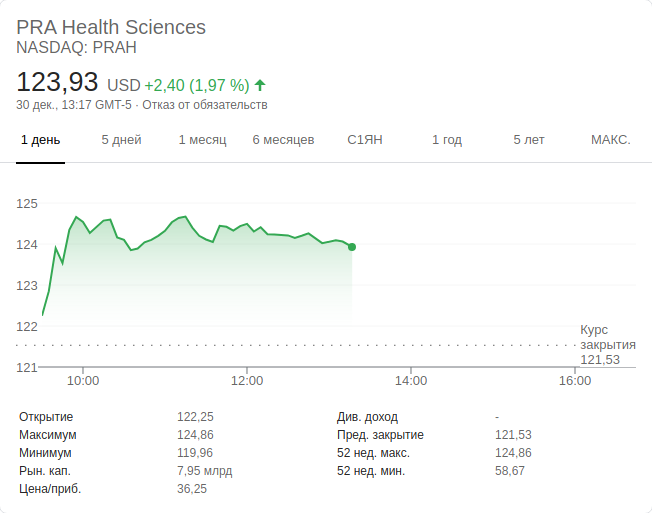 PRA Health Sciences
NASDAQ: PRAH
123,93 USD +2,40 (1,97 %)
30 дек., 13:17 GMT-5 · Отказ от обязательств
1 день 5 дней 1 месяц 6 месяцев С1ЯН 1 год 5 лет МАКС.
125
124
123
122
Курс
закрытия
121,53
121
10:00 12:00 14:00 16:00
Открытие 122,25 Див. доход -
Максимум 124,86 Пред. закрытие 121,53
Минимум 119,96 52 нед. макс. 124,86
Рын. кап. 7,95 млрд 52 нед. мин. 58,67
Цена/приб. 36,25